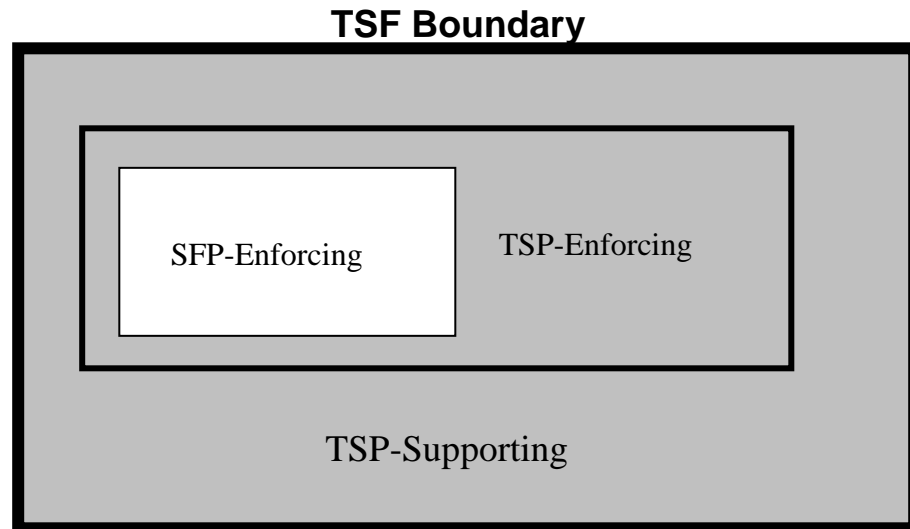 TSF Boundary
SFP-Enforcing
TSP-Enforcing
TSP-Supporting